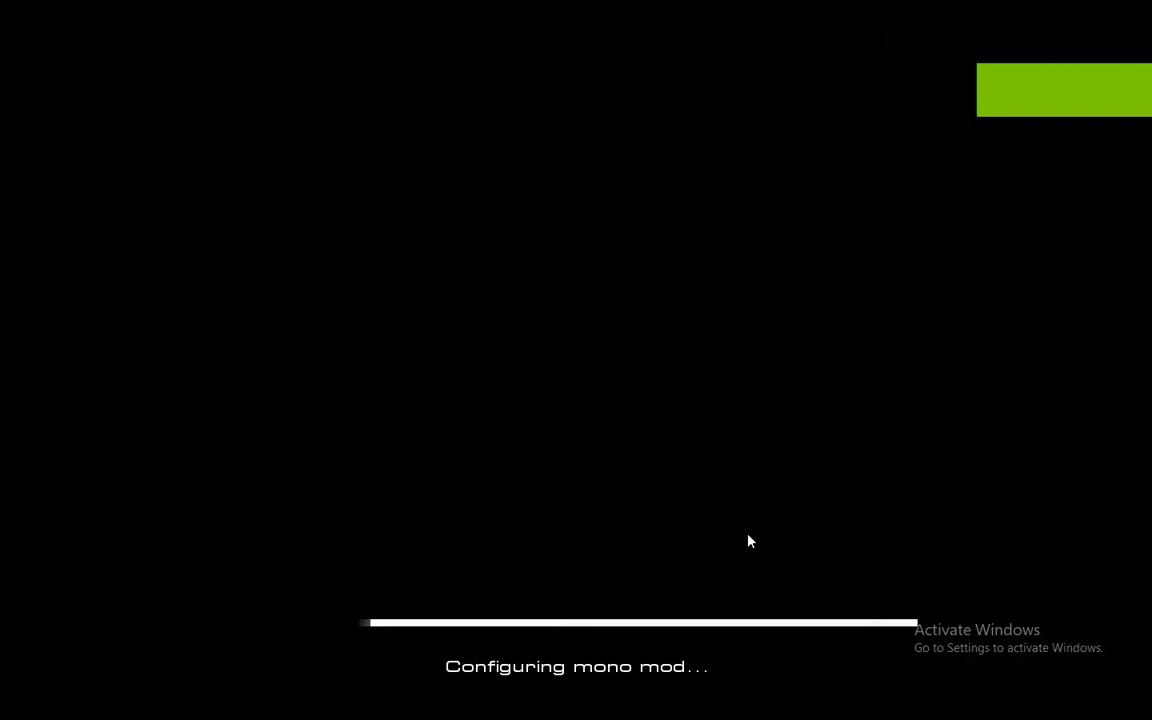 Activate Windows
Go to Settings to activate Windows.
Configuring mono mod...